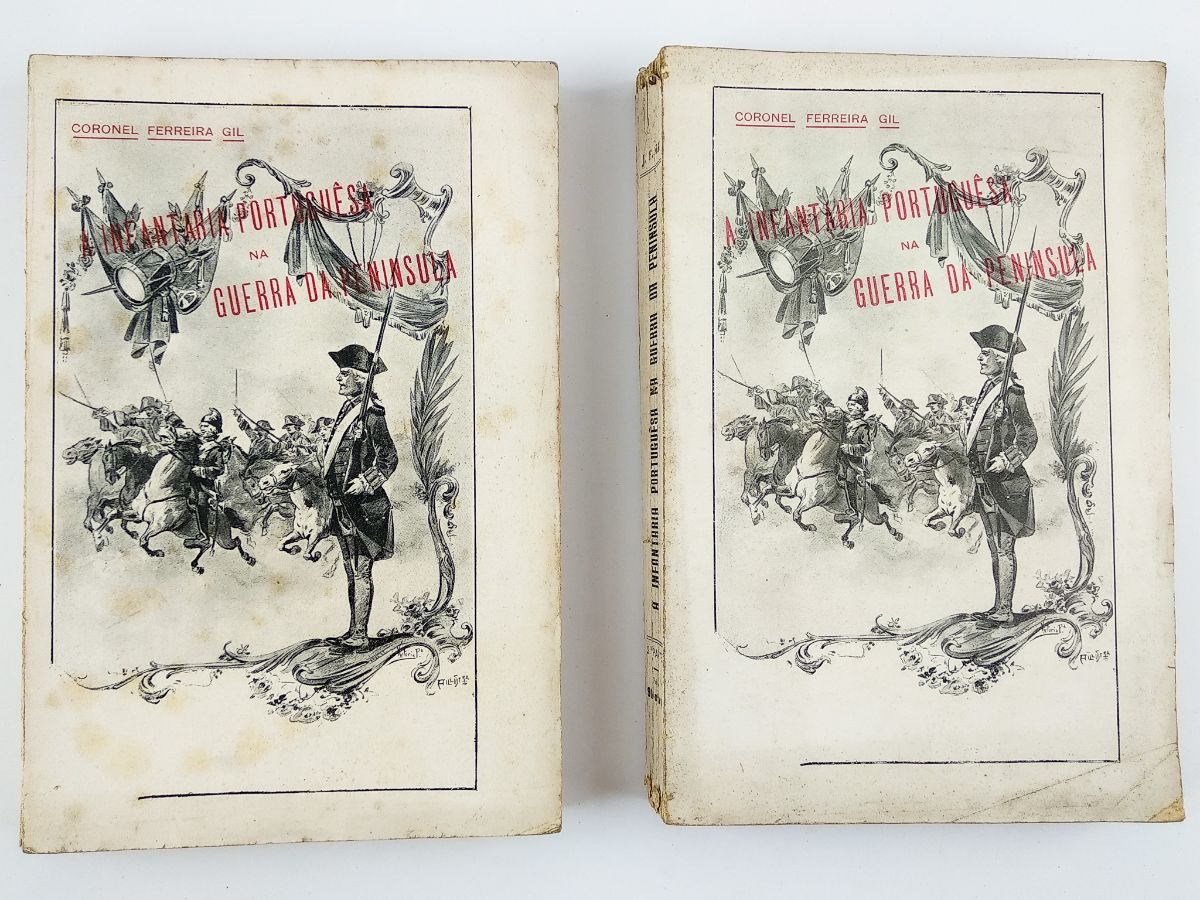 CORONEL FERREIRA GIL
A INFANTARIA PORTUGUÊSA
NA
GUERRA DA PENINSULA
CORONEL FERREIRA GIL
A INFANTARIA PORTUGUÊSA
NA
GUERRA DA PENINSULA
A INFANTARIA PORTUGUÊSA NA GUERRA DA PENINSULA